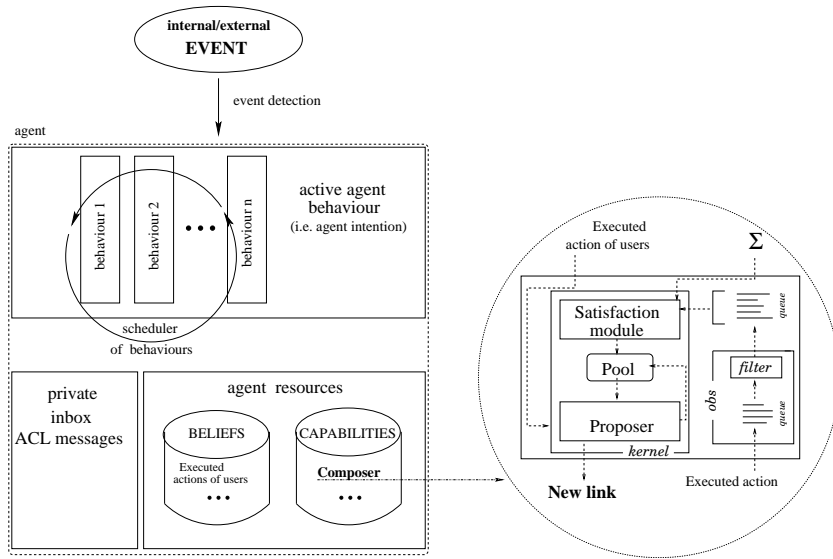 internal/external
EVENT
event detection
agent
behaviour 1
behaviour 2
• • •
behaviour n
active agent
behaviour
(i.e. agent intention)
scheduler
of behaviours
private
inbox
ACL messages
agent resources
BELIEFS
Executed
actions of users
• • •
CAPABILITIES
Composer
• • •
Executed
action of users
Σ
Satisfaction
module
Pool
Proposer
kernel
queue
filter
obs
queue
New link
Executed action